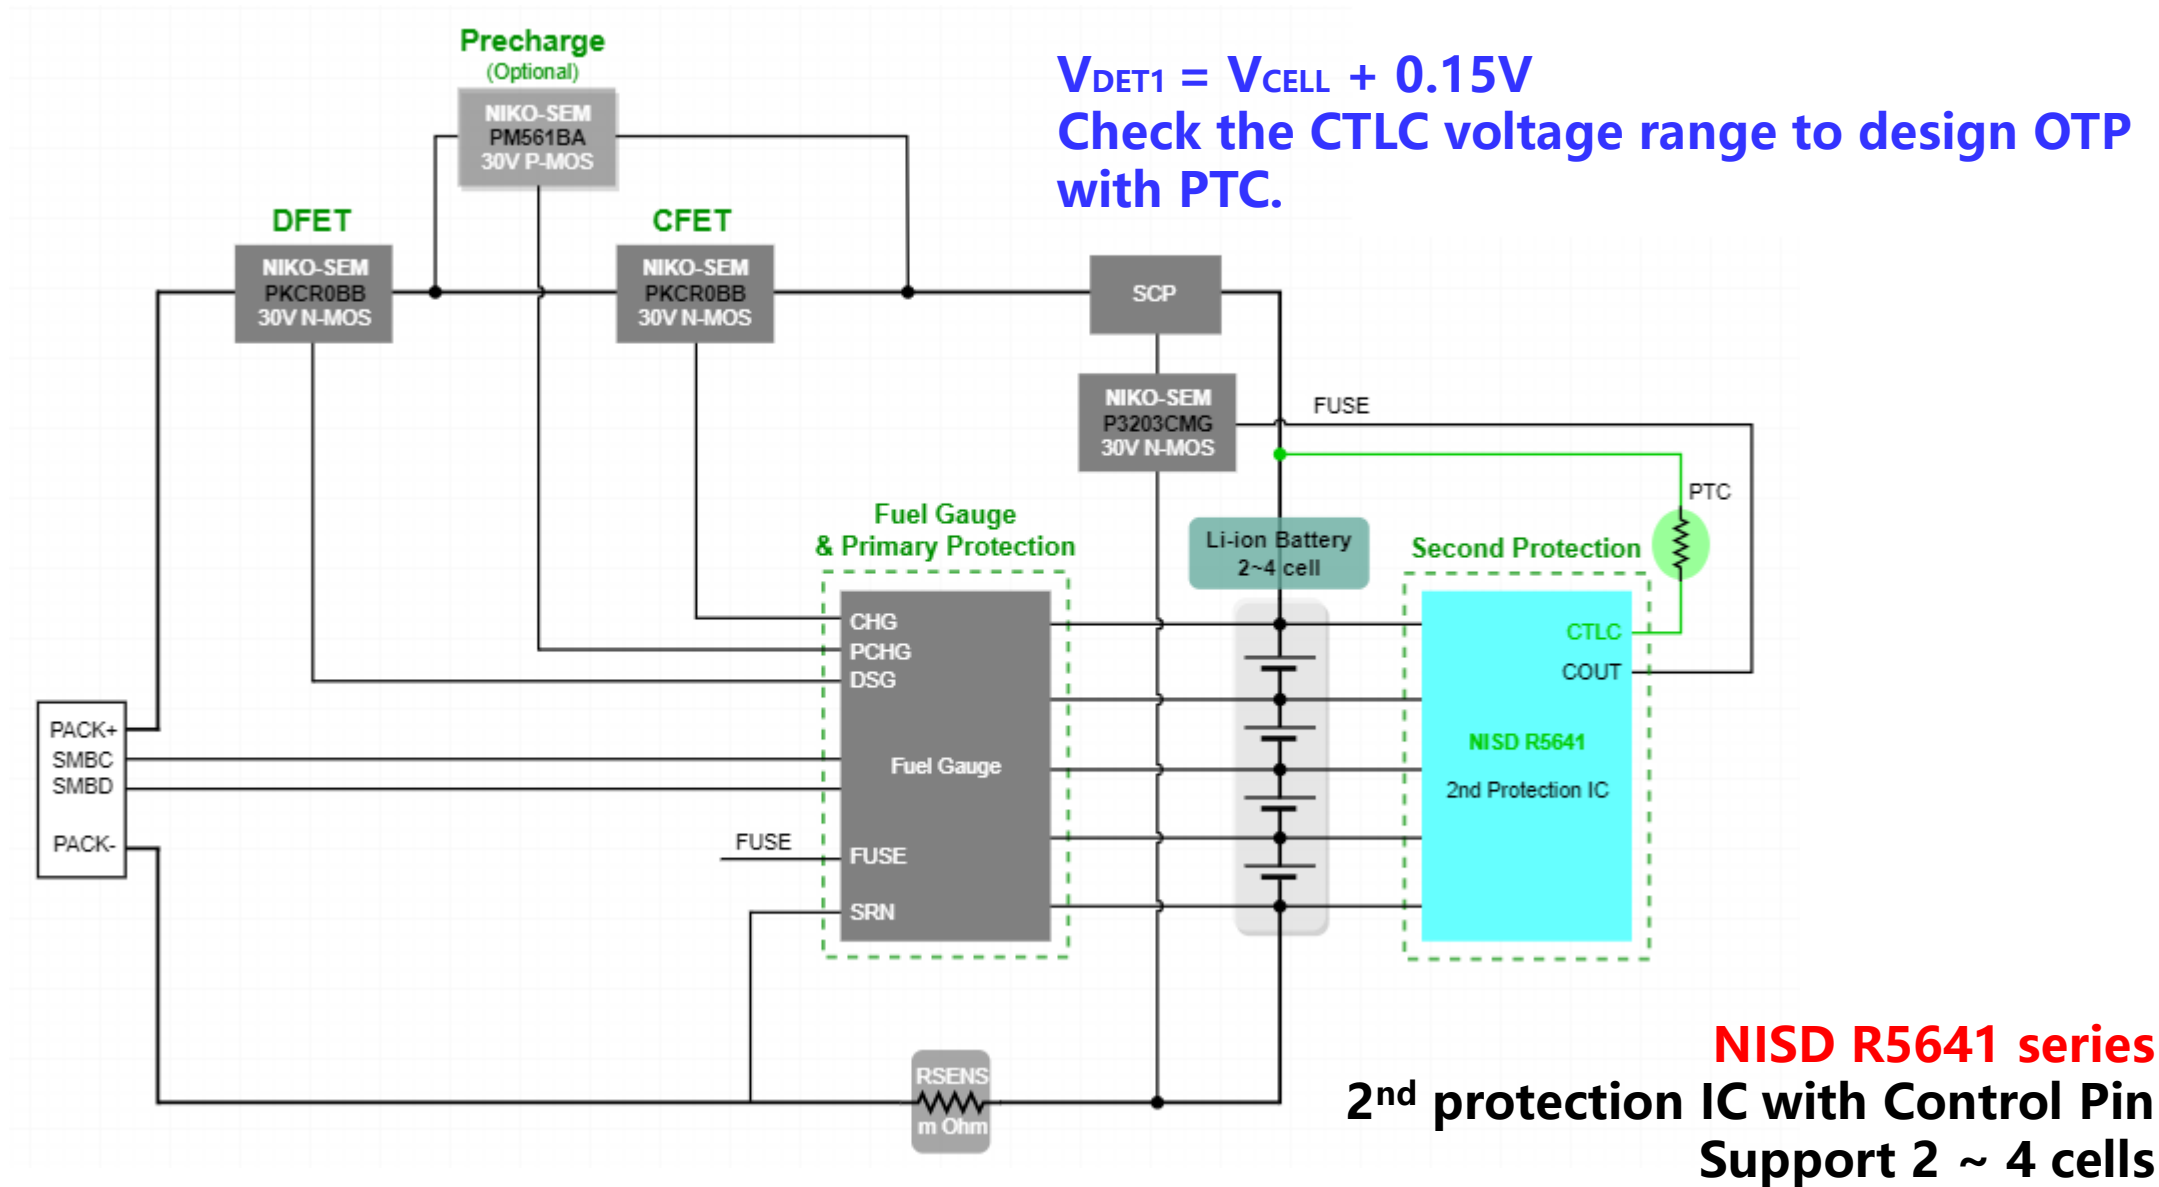 Precharge
(Optional)
NIKO-SEM
PM561BA
30V P-MOS
VDET1 = VCELL + 0.15V
Check the CTLC voltage range to design OTP
with PTC.
DFET
NIKO-SEM
PKCR0BB
30V N-MOS
CFET
NIKO-SEM
PKCR0BB
30V N-MOS
SCP
NIKO-SEM
P3203CMG
30V N-MOS
FUSE
PTC
Fuel Gauge
& Primary Protection
Li-ion Battery
2~4 cell
Second Protection
CHG
PCHG
DSG
Fuel Gauge
FUSE
FUSE
SRN
CTLC
COUT
NISD R5641
2nd Protection IC
PACK+
SMBC
SMBD
PACK-
RSENS
m Ohm
NISD R5641 series
2nd protection IC with Control Pin
Support 2 ~ 4 cells